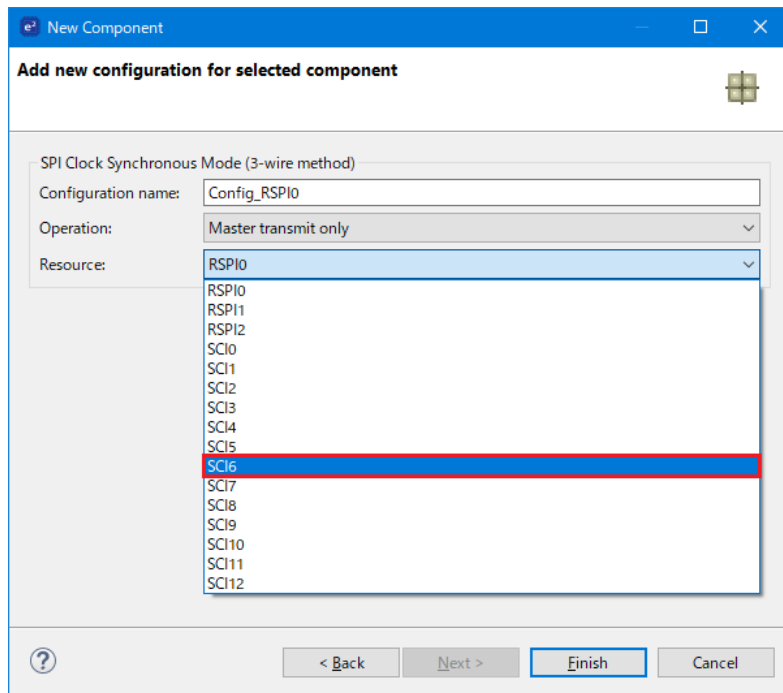 e² New Component
Add new configuration for selected component
SPI Clock Synchronous Mode (3-wire method)
Configuration name: Config_RSPI0
Operation: Master transmit only
Resource: RSPI0
RSPI0
RSPI1
RSPI2
SCI0
SCI1
SCI2
SCI3
SCI4
SCI5
SCI6
SCI7
SCI8
SCI9
SCI10
SCI11
SCI12
? < Back Next > Finish Cancel